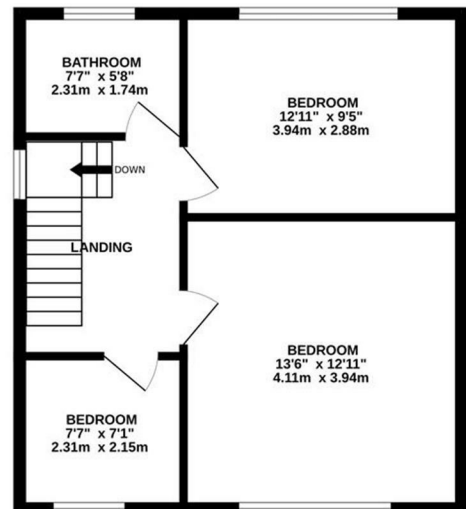 BATHROOM
7'7" x 5'8"
2.31m x 1.74m
BEDROOM
12'11" x 9'5"
3.94m x 2.88m
DOWN
LANDING
BEDROOM
13'6" x 12'11"
4.11m x 3.94m
BEDROOM
7'7" x 7'1"
2.31m x 2.15m